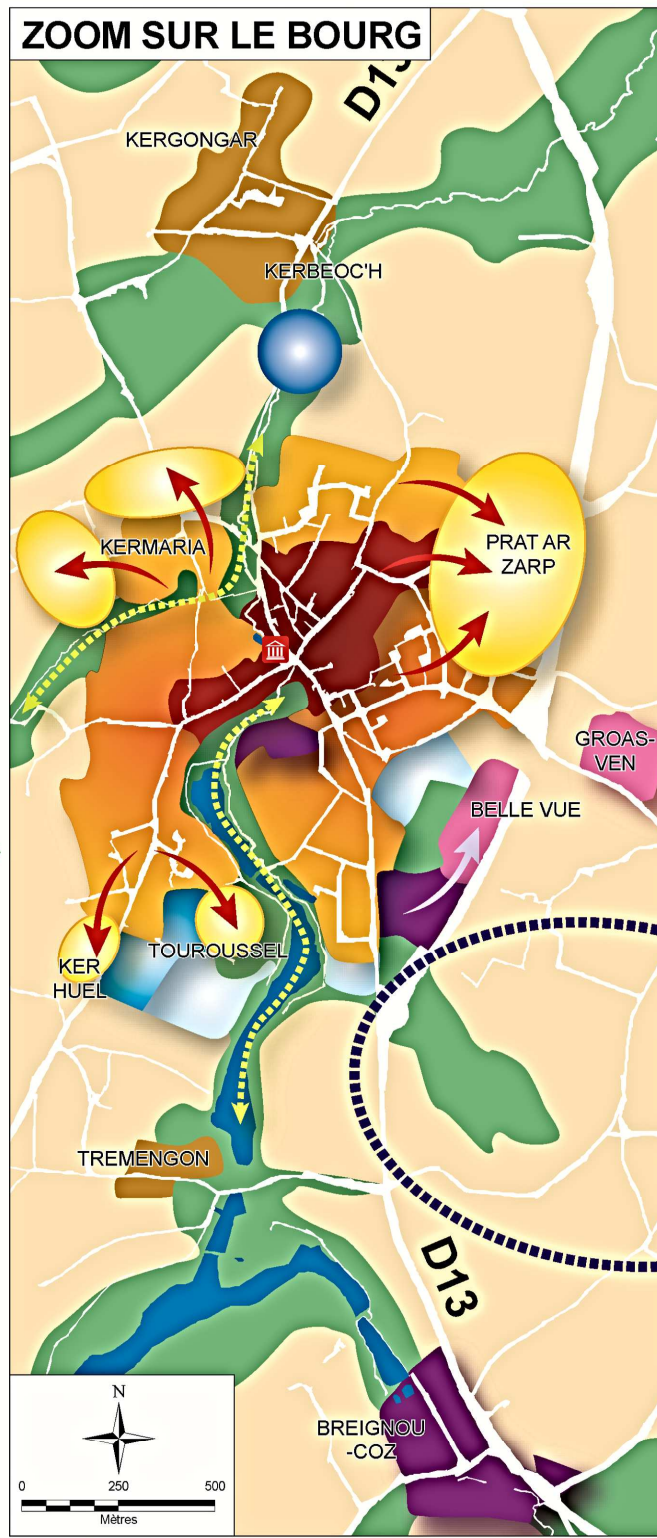 ZOOM SUR LE BOURG
D13
KERGONGAR
KERBEOC'H
KERMARIA
PRAT AR
ZARP
GROAS-
VEN
BELLE VUE
TOUROUSSEL
KER
HUEL
TREMENGON
D13
BREIGNOU
-COZ
N
0 250 500
Mètres